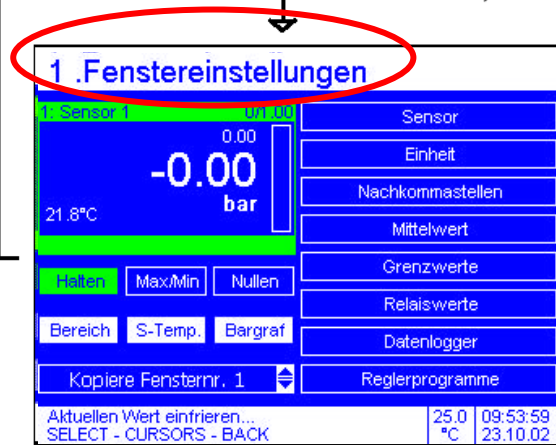 1 .Fenstereinstellungen
1: Sensor 1 0/1.00
0.00
-0.00
bar
21.8°C
Halten Max/Min Nullen
Bereich S-Temp. Bargraf
Kopiere Fensternr. 1
Sensor
Einheit
Nachkommastellen
Mittelwert
Grenzwerte
Relaiswerte
Datenlogger
Reglerprogramme
Aktuellen Wert einfrieren...
SELECT - CURSORS - BACK
25.0
°C
09:53:59
23.10.02